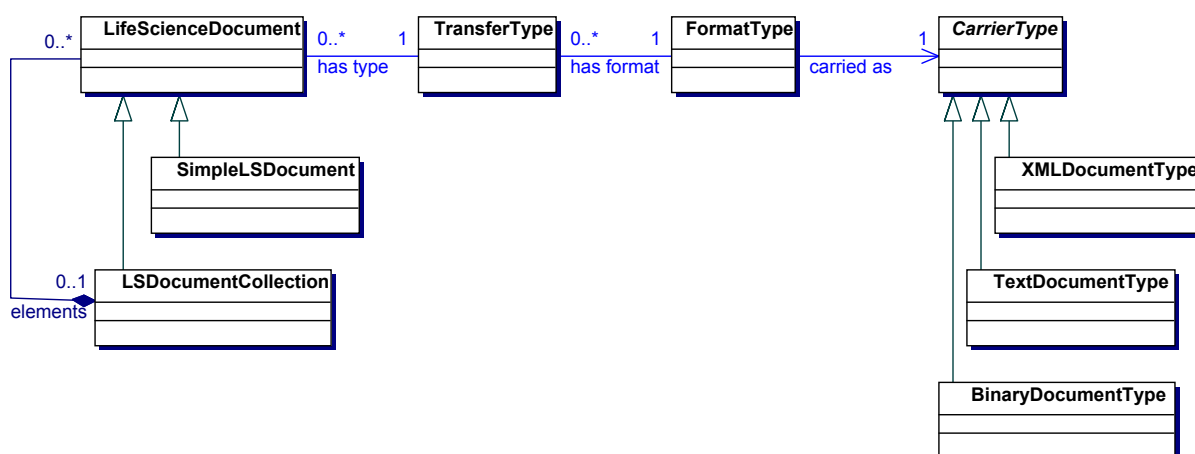 LifeScienceDocument
TransferType
FormatType
CarrierType
0..*
0..*
1
0..*
1
1
has type
has format
carried as
SimpleLSDocument
XMLDocumentType
0..1
LSDocumentCollection
TextDocumentType
elements
BinaryDocumentType